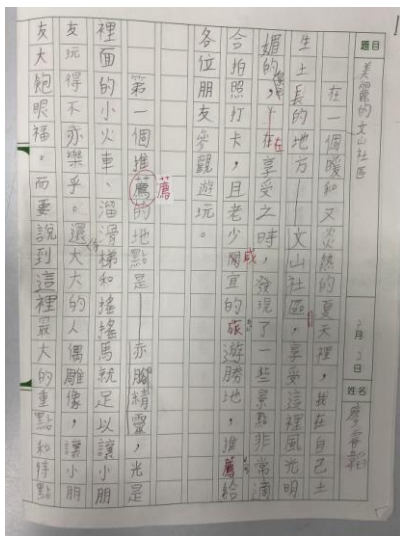 題目
美麗的文山社區
月 日
姓名
在一個暖和又火熱的夏天裡,我在自己土
生土長的地方——文山社區,享受這裡風光明
媚的,在享受之時,發現了一些景點非常適
合拍照打卡,且老少咸宜的旅遊勝地,推薦給
各位朋友參觀遊玩。
第一個推薦的地點是——赤腳精靈,光是
裡面的小火車、溜滑梯和搖搖馬就足以讓小朋
友玩得不亦樂乎。還大大的人偶雕像,讓小朋
友大飽眼福。而要說到這裡最大的重點和特點